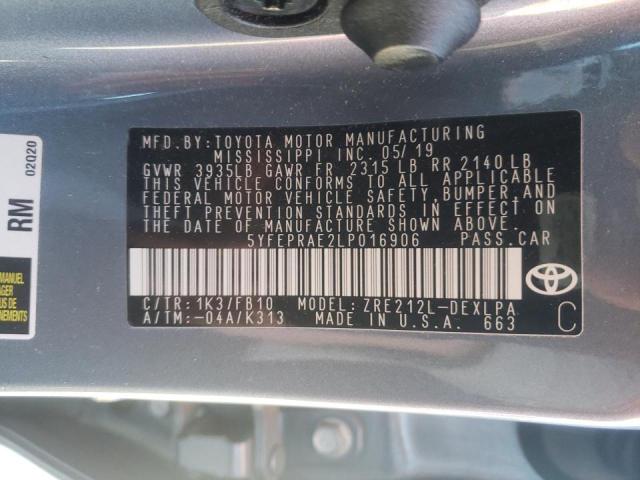 MFD. BY: TOYOTA MOTOR MANUFACTURING
MISSISSIPPI INC. 05/19
GVWR 3935LB GAWR FR 2315 LB RR 2140 LB
THIS VEHICLE CONFORMS TO ALL APPLICABLE
FEDERAL MOTOR VEHICLE SAFETY, BUMPER AND
THEFT PREVENTION STANDARDS IN EFFECT ON
THE DATE OF MANUFACTURE SHOWN ABOVE.
5YFEPRAE2LP016906 PASS. CAR
C/TR: 1K3/FB10 MODEL: ZRE212L-DEXLPA
A/TM: -04A/K313 MADE IN U.S.A. 663
C
TOYOTA
02020
RM